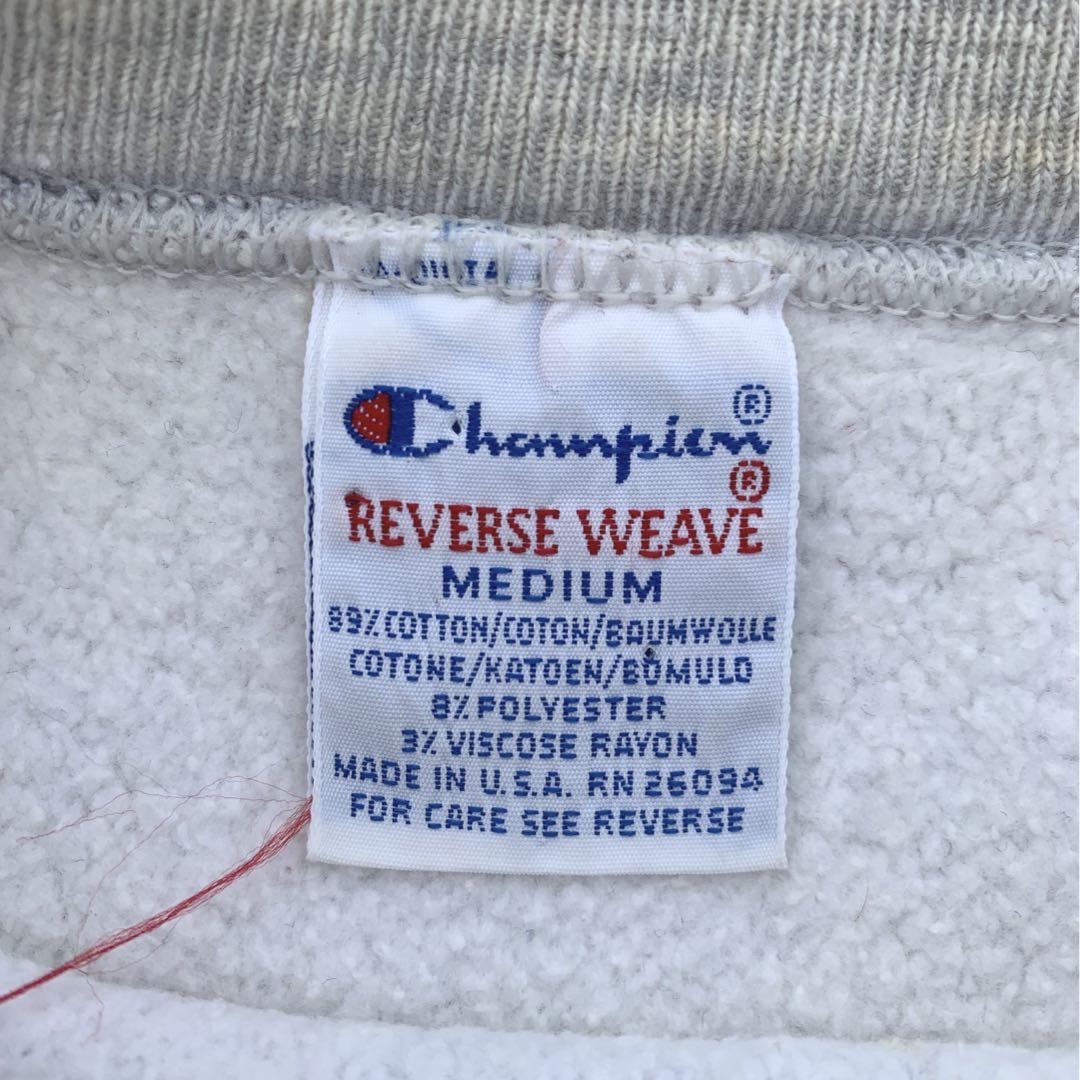 Champion®
REVERSE WEAVE®
MEDIUM
89% COTTON/COTON/BAUMWOLLE
COTONE/KATOEN/BOMULD
8% POLYESTER
3% VISCOSE RAYON
MADE IN U.S.A. RN 26094
FOR CARE SEE REVERSE